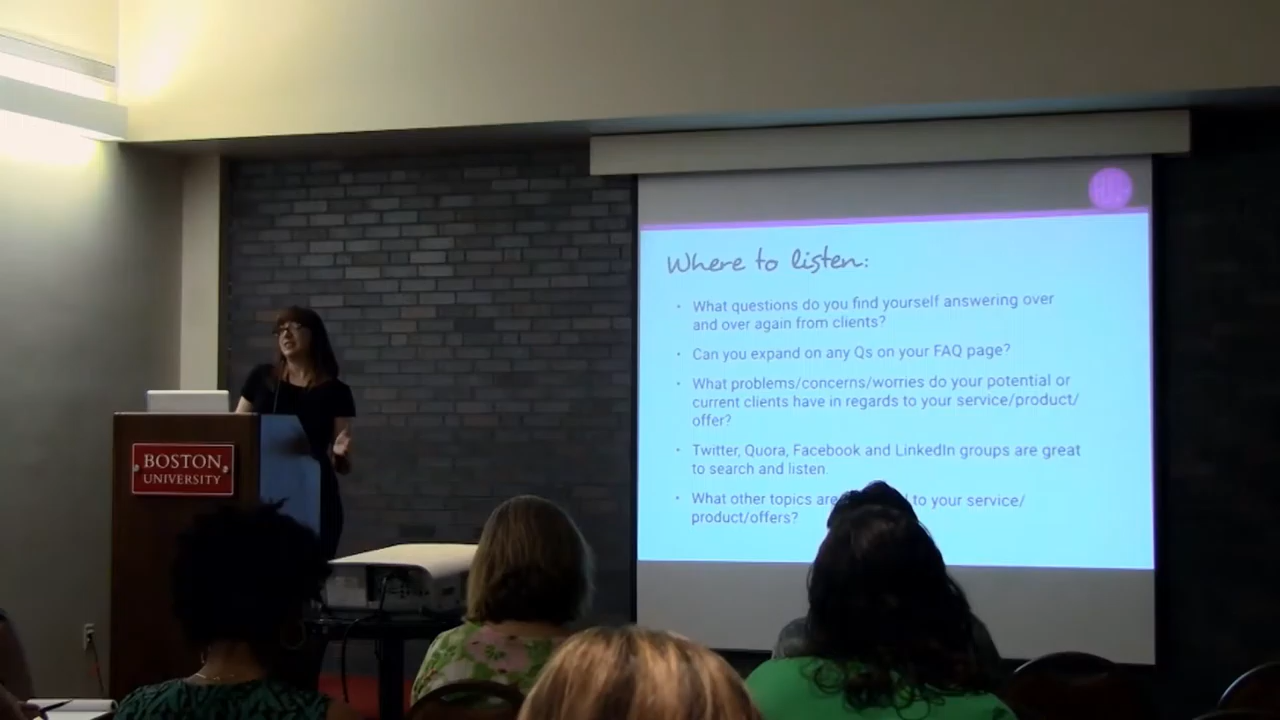 Where to listen:
• What questions do you find yourself answering over
and over again from clients?
• Can you expand on any Qs on your FAQ page?
• What problems/concerns/worries do your potential or
current clients have in regards to your service/product/
offer?
• Twitter, Quora, Facebook and LinkedIn groups are great
to search and listen.
• What other topics are to your service/
product/offers?
BOSTON
UNIVERSITY